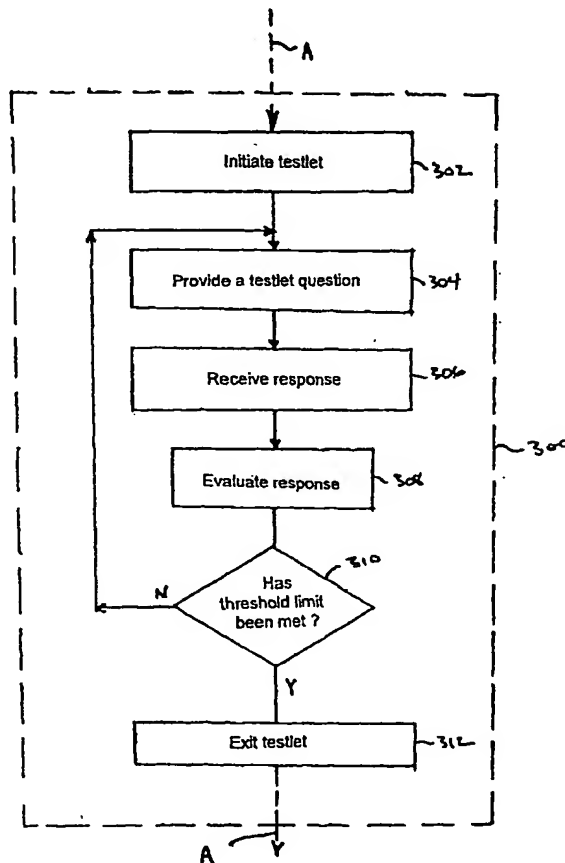 A
Initiate testlet
302
Provide a testlet question
304
Receive response
306
300
Evaluate response
308
310
Has
threshold limit
been met ?
N
Y
Exit testlet
312
A